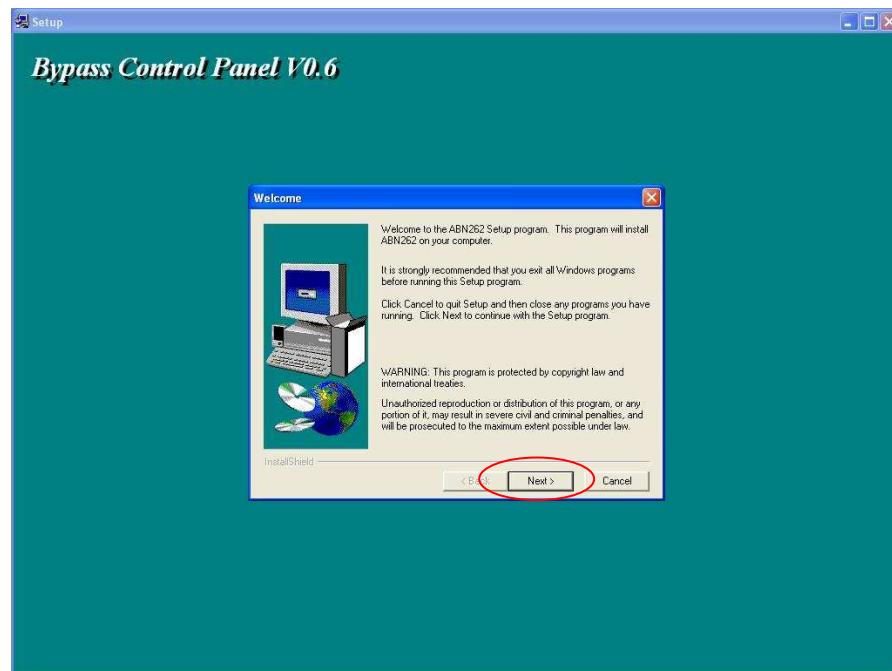 Setup
Bypass Control Panel V0.6
Welcome
Welcome to the ABN262 Setup program. This program will install
ABN262 on your computer.
It is strongly recommended that you exit all Windows programs
before running this Setup program.
Click Cancel to quit Setup and then close any programs you have
running. Click Next to continue with the Setup program.
WARNING: This program is protected by copyright law and
international treaties.
Unauthorized reproduction or distribution of this program, or any
portion of it, may result in severe civil and criminal penalties, and
will be prosecuted to the maximum extent possible under law.
InstallShield
< Back Next > Cancel